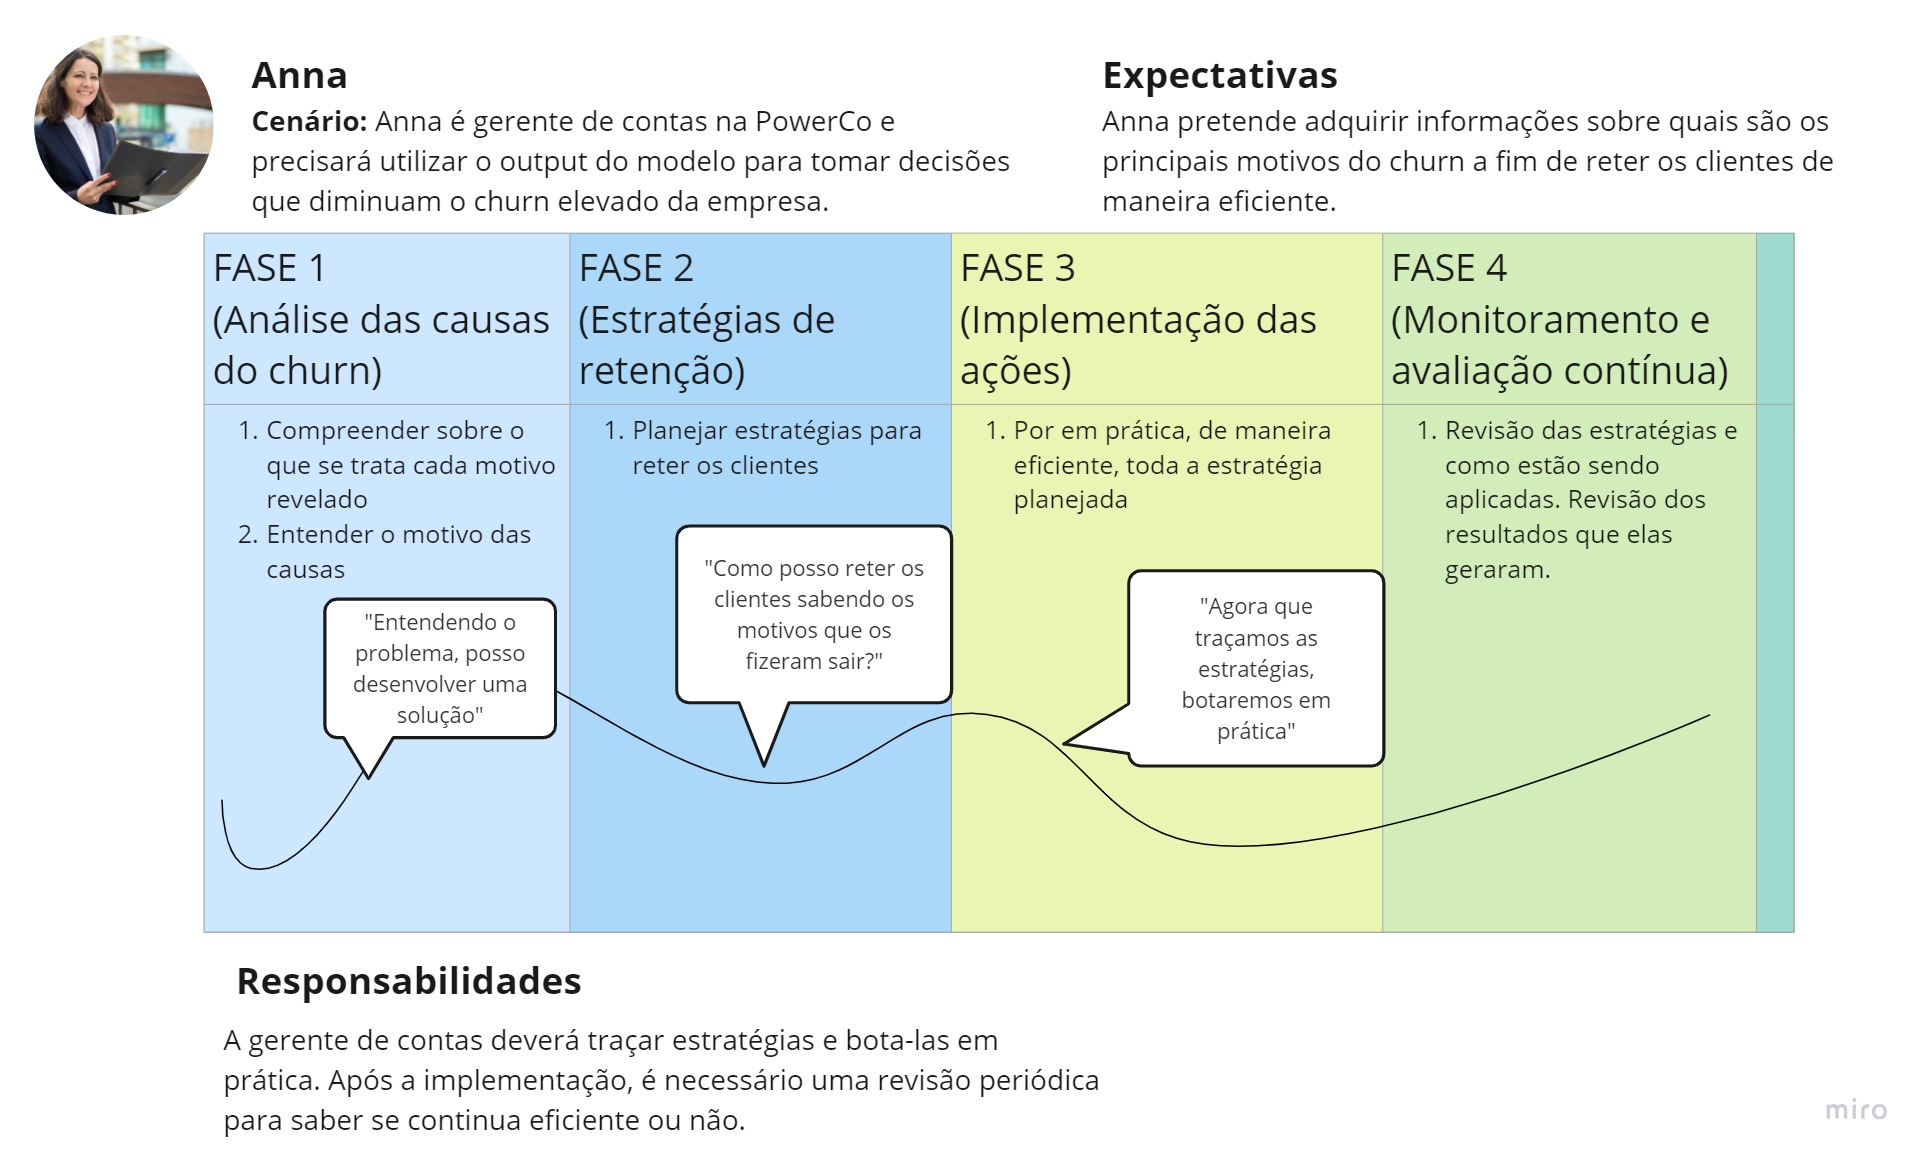 Anna
Cenário: Anna é gerente de contas na PowerCo e
precisará utilizar o output do modelo para tomar decisões
que diminuam o churn elevado da empresa.
Expectativas
Anna pretende adquirir informações sobre quais são os
principais motivos do churn a fim de reter os clientes de
maneira eficiente.
FASE 1
(Análise das causas
do churn)
FASE 2
(Estratégias de
retenção)
FASE 3
(Implementação das
ações)
FASE 4
(Monitoramento e
avaliação contínua)
1. Compreender sobre o
que se trata cada motivo
revelado
2. Entender o motivo das
causas
"Entendendo o
problema, posso
desenvolver uma
solução"
1. Planejar estratégias para
reter os clientes
"Como posso reter os
clientes sabendo os
motivos que os
fizeram sair?"
1. Por em prática, de maneira
eficiente, toda a estratégia
planejada
"Agora que
traçamos as
estratégias,
botaremos em
prática"
1. Revisão das estratégias e
como estão sendo
aplicadas. Revisão dos
resultados que elas
geraram.
Responsabilidades
A gerente de contas deverá traçar estratégias e bota-las em
prática. Após a implementação, é necessário uma revisão periódica
para saber se continua eficiente ou não.
miro